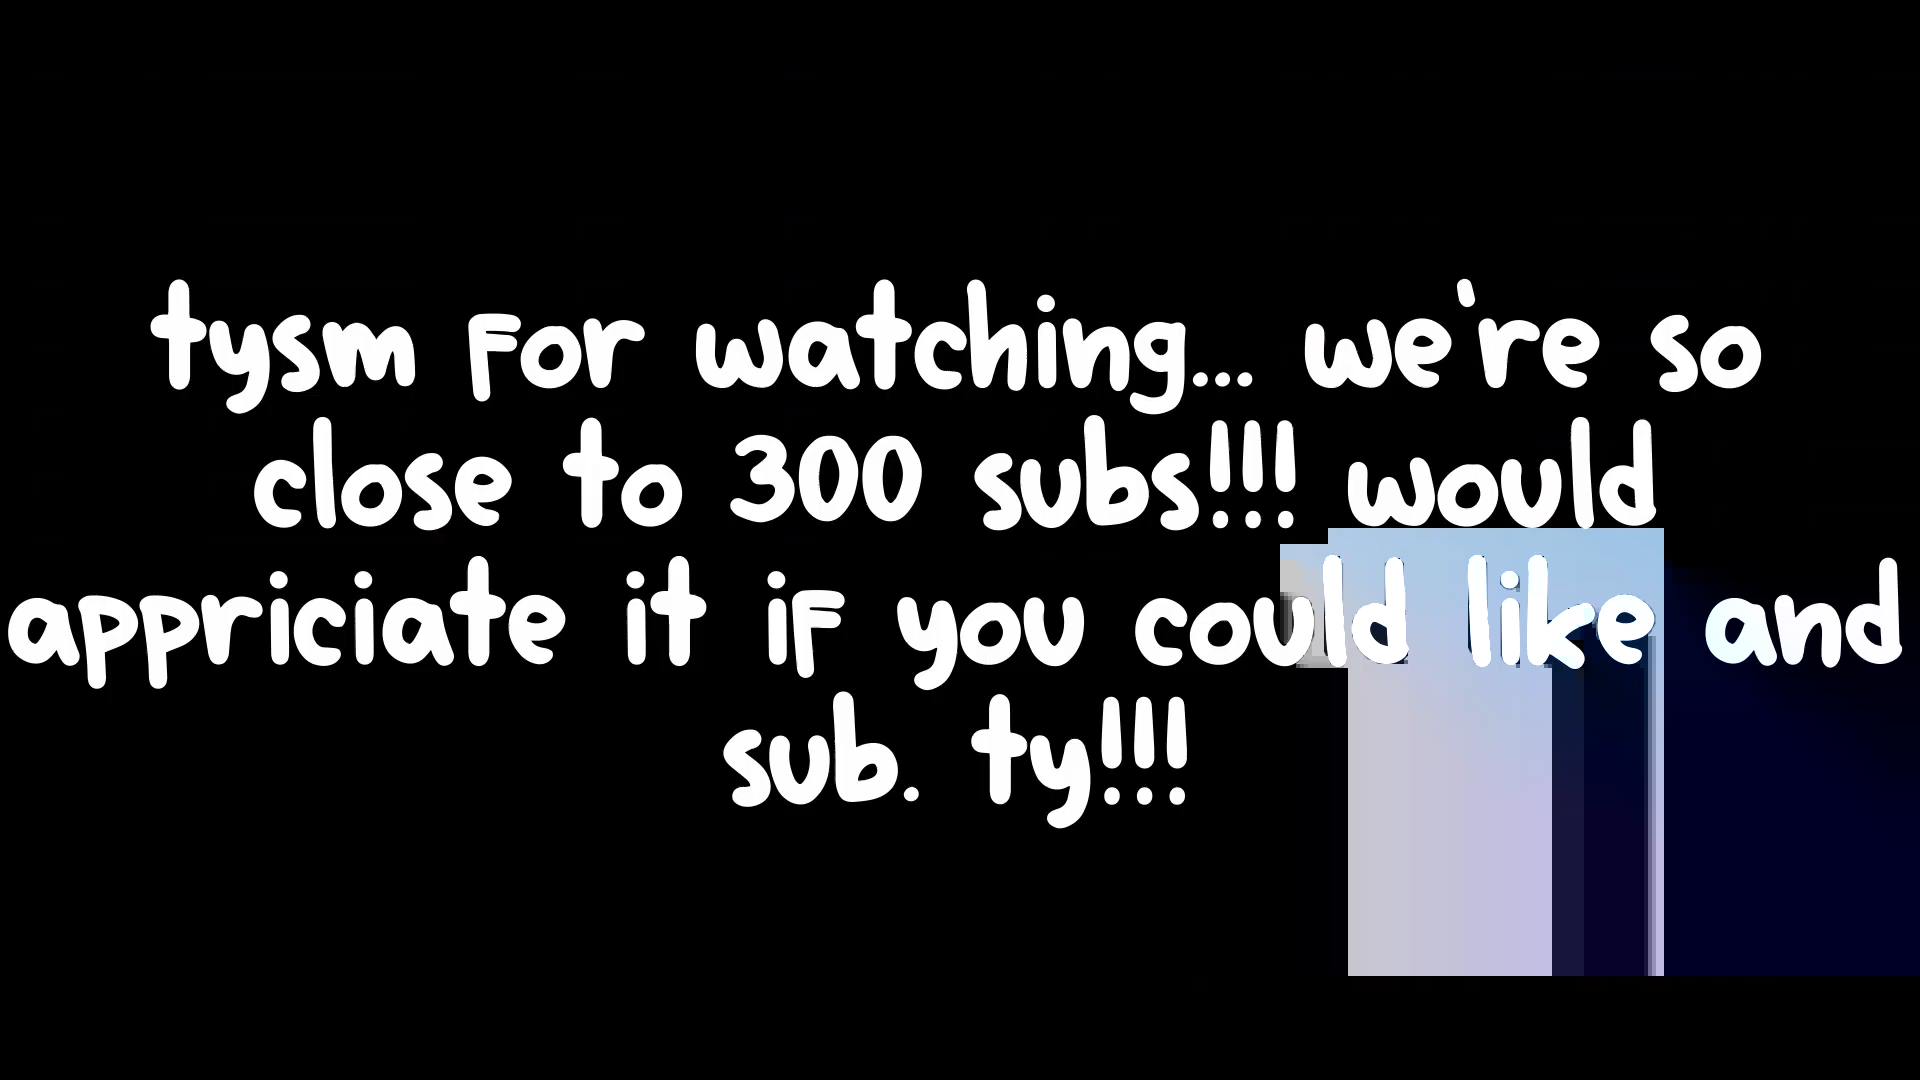 tysm for watching... we're so
close to 300 subs!!! would
appriciate it if you could like and
sub. ty!!!